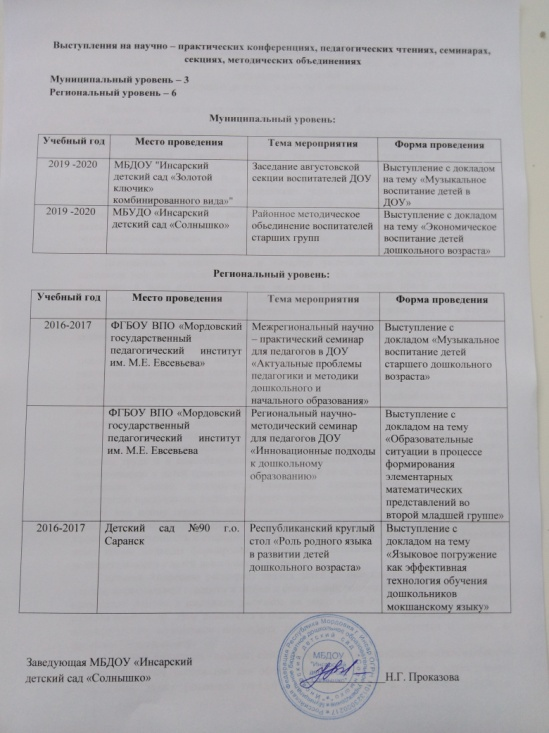 Выступления на научно – практических конференциях, педагогических чтениях, семинарах,
секциях, методических объединениях
Муниципальный уровень – 3
Региональный уровень – 6
Муниципальный уровень:
Учебный год Место проведения Тема мероприятия Форма проведения
2019 -2020
МБДОУ "Инсарский
детский сад «Золотой
ключик»
комбинированного вида»"
Заседание августовской
секции воспитателей ДОУ
Выступление с докладом
на тему «Музыкальное
воспитание детей в
ДОУ»
2019 -2020
МБУДО «Инсарский
детский сад «Солнышко»
Районное методическое
объединение воспитателей
старших групп
Выступление с докладом
на тему «Экономическое
воспитание детей
дошкольного возраста»
Региональный уровень:
Учебный год Место проведения Тема мероприятия Форма проведения
2016-2017
ФГБОУ ВПО «Мордовский
государственный
педагогический институт
им. М.Е. Евсевьева»
Межрегиональный научно
– практический семинар
для педагогов в ДОУ
«Актуальные проблемы
педагогики и методики
дошкольного и
начального образования»
Выступление с
докладом «Музыкальное
воспитание детей
старшего дошкольного
возраста»
ФГБОУ ВПО «Мордовский
государственный
педагогический институт
им. М.Е. Евсевьева
Региональный научно-
методический семинар
для педагогов ДОУ
«Инновационные подходы
к дошкольному
образованию»
Выступление с
докладом на тему
«Образовательные
ситуации в процессе
формирования
элементарных
математических
представлений во
второй младшей группе»
2016-2017
Детский сад №90 г.о.
Саранск
Республиканский круглый
стол «Роль родного языка
в развитии детей
дошкольного возраста»
Выступление с
докладом на тему
«Языковое погружение
как эффективная
технология обучения
дошкольников
мокшанскому языку»
Заведующая МБДОУ «Инсарский
детский сад «Солнышко»
Н.Г. Проказова
МБДОУ